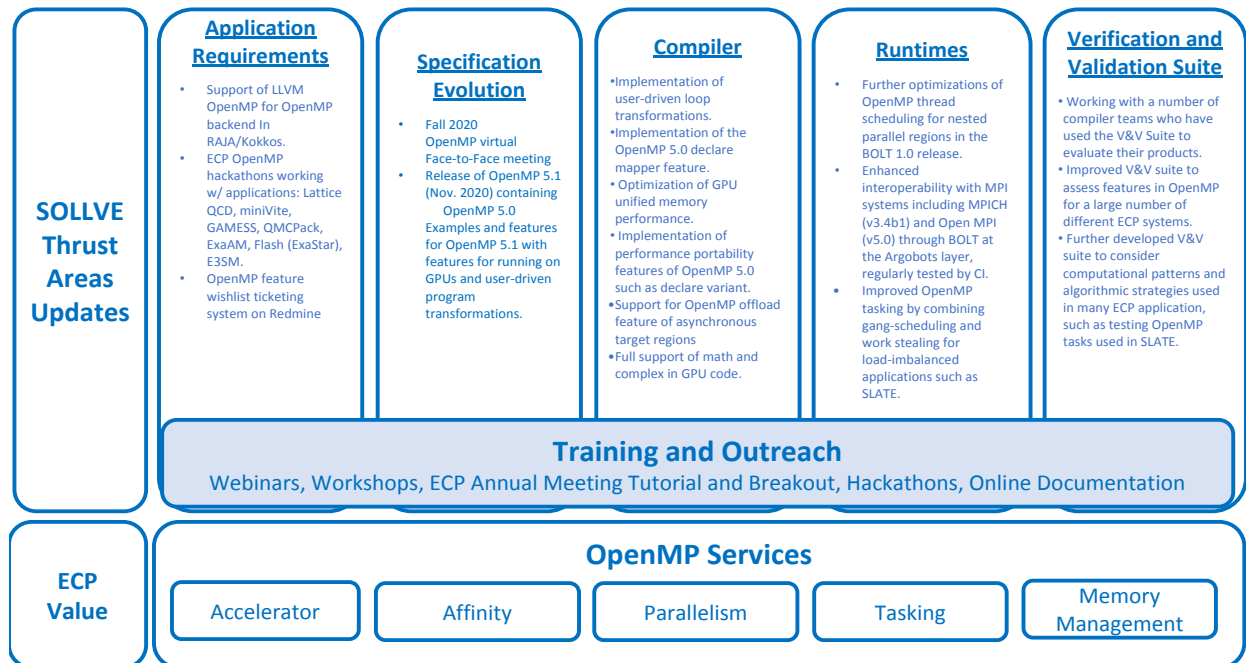 SOLLVE
Thrust
Areas
Updates
Application
Requirements
• Support of LLVM
OpenMP for OpenMP
backend In
RAJA/Kokkos.
• ECP OpenMP
hackathons working
w/ applications: Lattice
QCD, miniVite,
GAMESS, QMCPack,
ExaAM, Flash (ExaStar),
E3SM.
• OpenMP feature
wishlist ticketing
system on Redmine
Specification
Evolution
• Fall 2020
OpenMP virtual
Face-to-Face meeting
• Release of OpenMP 5.1
(Nov. 2020) containing
OpenMP 5.0
Examples and features
for OpenMP 5.1 with
features for running on
GPUs and user-driven
program
transformations.
Compiler
•Implementation of
user-driven loop
transformations.
•Implementation of the
OpenMP 5.0 declare
mapper feature.
• Optimization of GPU
unified memory
performance.
• Implementation of
performance portability
features of OpenMP 5.0
such as declare variant.
•Support for OpenMP offload
feature of asynchronous
target regions
•Full support of math and
complex in GPU code.
Runtimes
• Further optimizations of
OpenMP thread
scheduling for nested
parallel regions in the
BOLT 1.0 release.
• Enhanced
interoperability with MPI
systems including MPICH
(v3.4b1) and Open MPI
(v5.0) through BOLT at
the Argobots layer,
regularly tested by CI.
• Improved OpenMP
tasking by combining
gang-scheduling and
work stealing for
load-imbalanced
applications such as
SLATE.
Verification and
Validation Suite
• Working with a number of
compiler teams who have
used the V&V Suite to
evaluate their products.
• Improved V&V suite to
assess features in OpenMP
for a large number of
different ECP systems.
• Further developed V&V
suite to consider
computational patterns and
algorithmic strategies used
in many ECP application,
such as testing OpenMP
tasks used in SLATE.
Training and Outreach
Webinars, Workshops, ECP Annual Meeting Tutorial and Breakout, Hackathons, Online Documentation
ECP
Value
OpenMP Services
Accelerator
Affinity
Parallelism
Tasking
Memory
Management